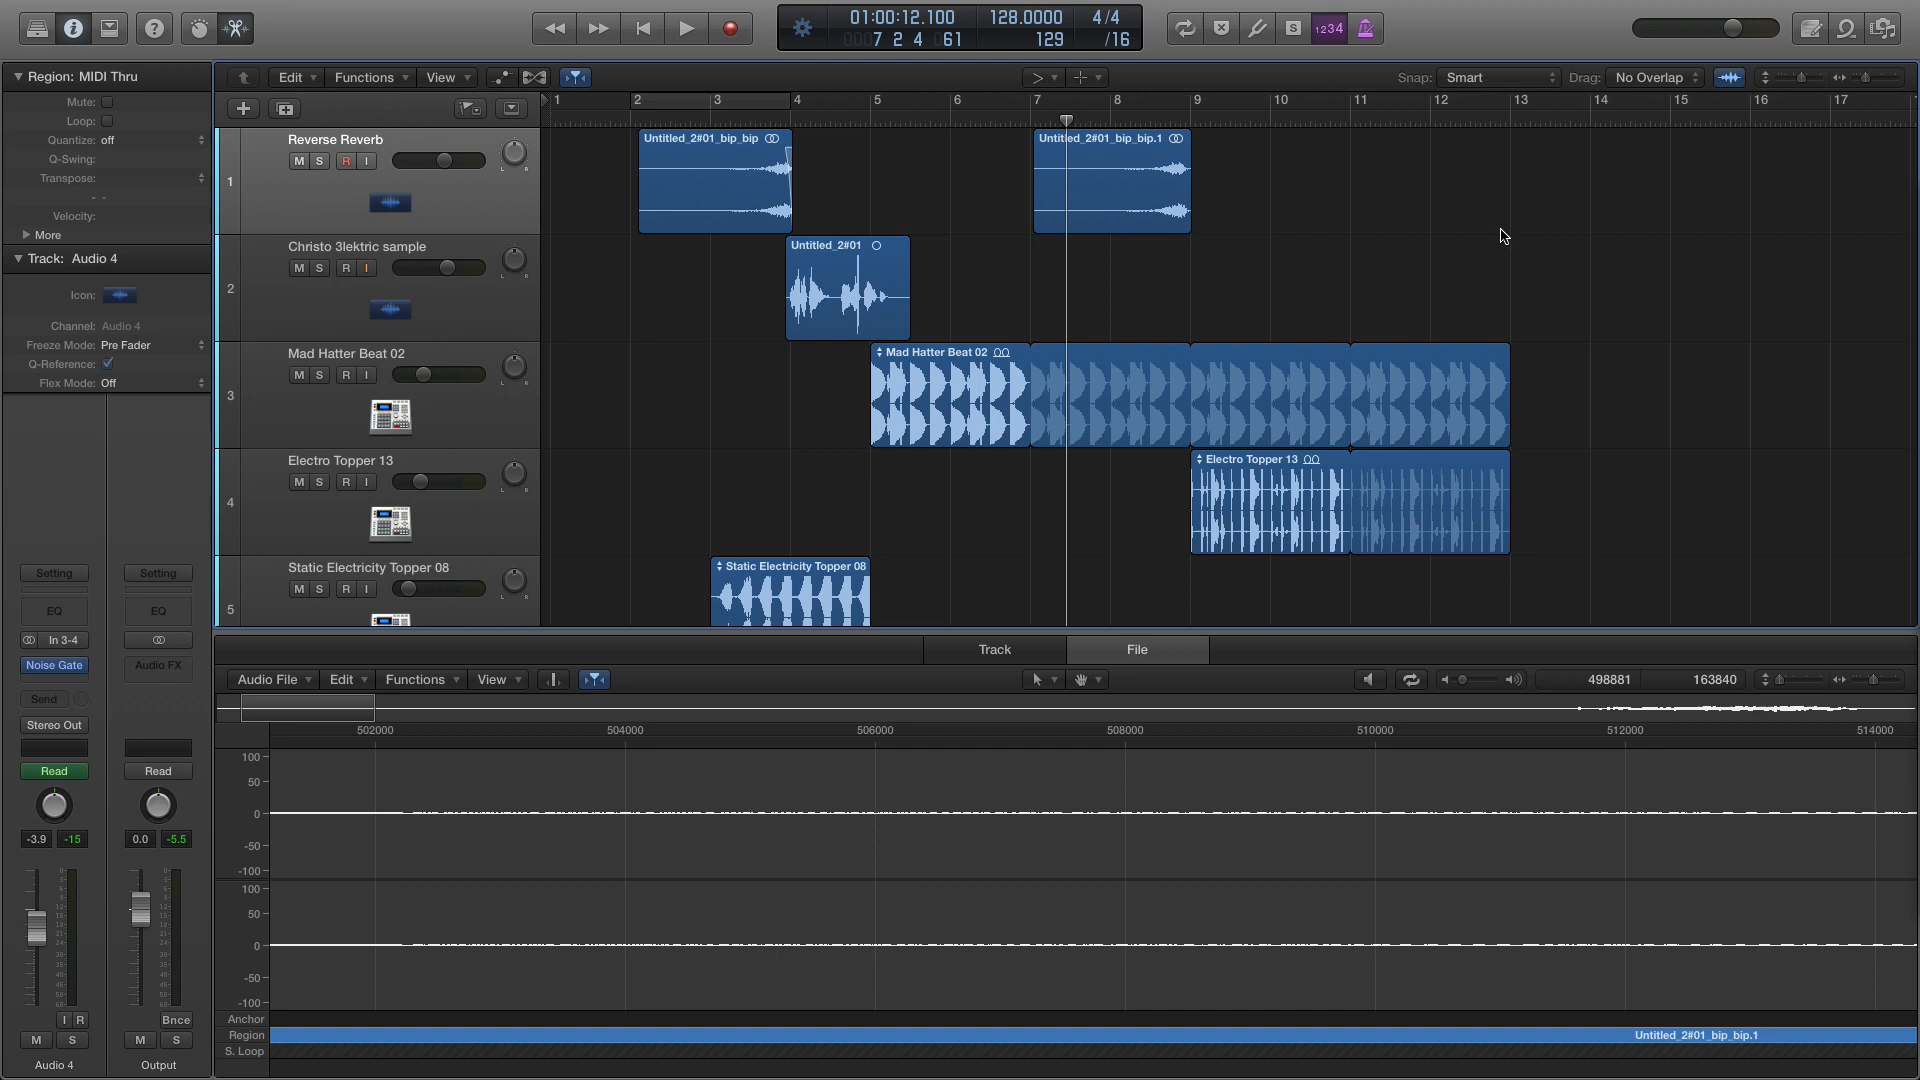 01:00:12.100 128.0000 4/4
0007 2 4 061 129 /16
S 1234
Region: MIDI Thru
Mute:
Loop:
Quantize: off
Q-Swing:
Transpose:
- -
Velocity:
More
Track: Audio 4
Icon:
Channel: Audio 4
Freeze Mode: Pre Fader
Q-Reference:
Flex Mode: Off
Setting Setting
EQ EQ
In 3-4
Noise Gate Audio FX
Send
Stereo Out
Read Read
-3.9 -15 0.0 -5.5
I R Bnce
M S M S
Audio 4 Output
Edit Functions View Snap: Smart Drag: No Overlap
1 2 3 4 5 6 7 8 9 10 11 12 13 14 15 16 17
1 Reverse Reverb
M S R I
L R
Untitled_2#01_bip_bip
Untitled_2#01_bip_bip.1
2 Christo 3lektric sample
M S R I
L R
Untitled_2#01
3 Mad Hatter Beat 02
M S R I
L R
Mad Hatter Beat 02
4 Electro Topper 13
M S R I
L R
Electro Topper 13
5 Static Electricity Topper 08
M S R I
L R
Static Electricity Topper 08
Track File
Audio File Edit Functions View 498881 163840
502000 504000 506000 508000 510000 512000 514000
100
50
0
-50
-100
100
50
0
-50
-100
Anchor
Region Untitled_2#01_bip_bip.1
S. Loop